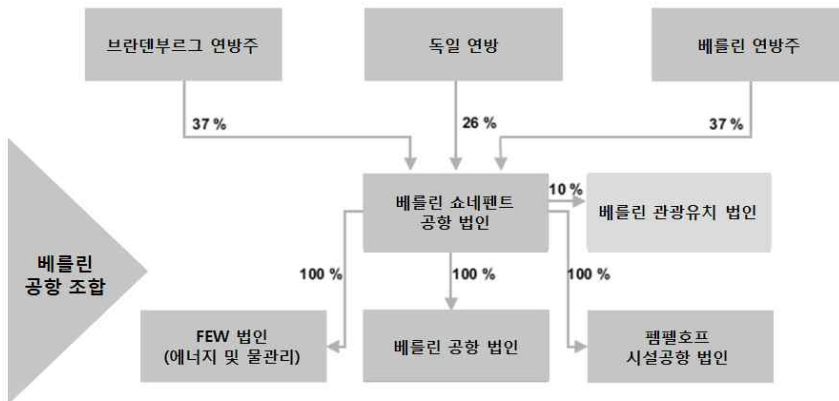 브란덴부르그 연방주
독일 연방
베를린 연방주
37 %
26 %
37 %
베를린 쇼네펜트
공항 법인
10 %
베를린 관광유치 법인
베를린
공항 조합
100 %
100 %
100 %
FEW 법인
(에너지 및 물관리)
베를린 공항 법인
펨펠호프
시설공항 법인